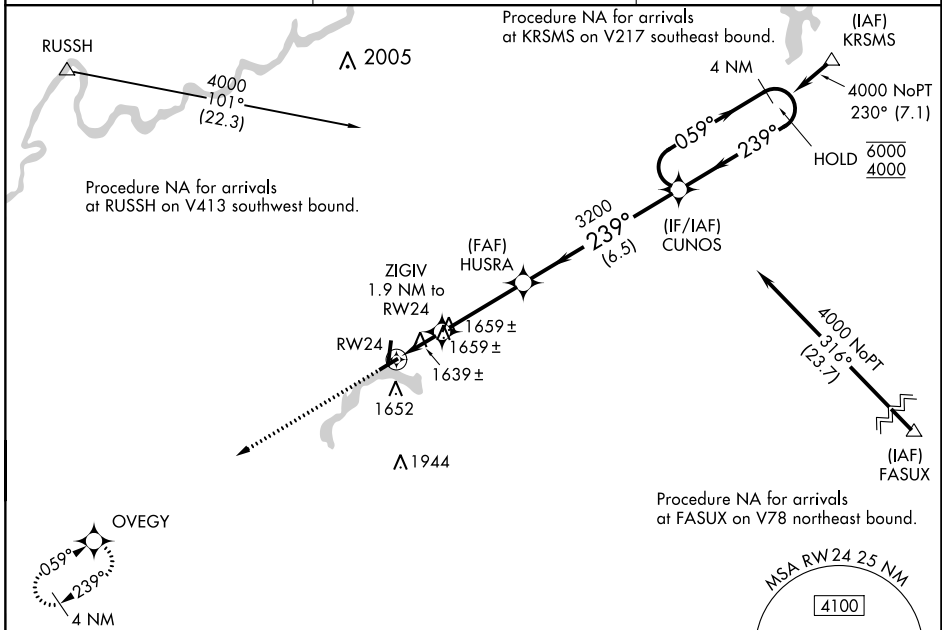 Procedure NA for arrivals
at KRSMS on V217 southeast bound.
(IAF)
KRSMS
RUSSH
2005
4000
101°
(22.3)
4 NM
4000 NoPT
230° (7.1)
059°
239°
HOLD 6000
4000
Procedure NA for arrivals
at RUSSH on V413 southwest bound.
3200
239°
(6.5)
(IF/IAF)
CUNOS
(FAF)
HUSRA
ZIGIV
1.9 NM to
RW24
1659±
1659±
RW24
1639±
1652
1944
4000 NoPT
316°
(23.7)
(IAF)
FASUX
Procedure NA for arrivals
at FASUX on V78 northeast bound.
OVEGY
059°
239°
4 NM
MSA RW24 25 NM
4100